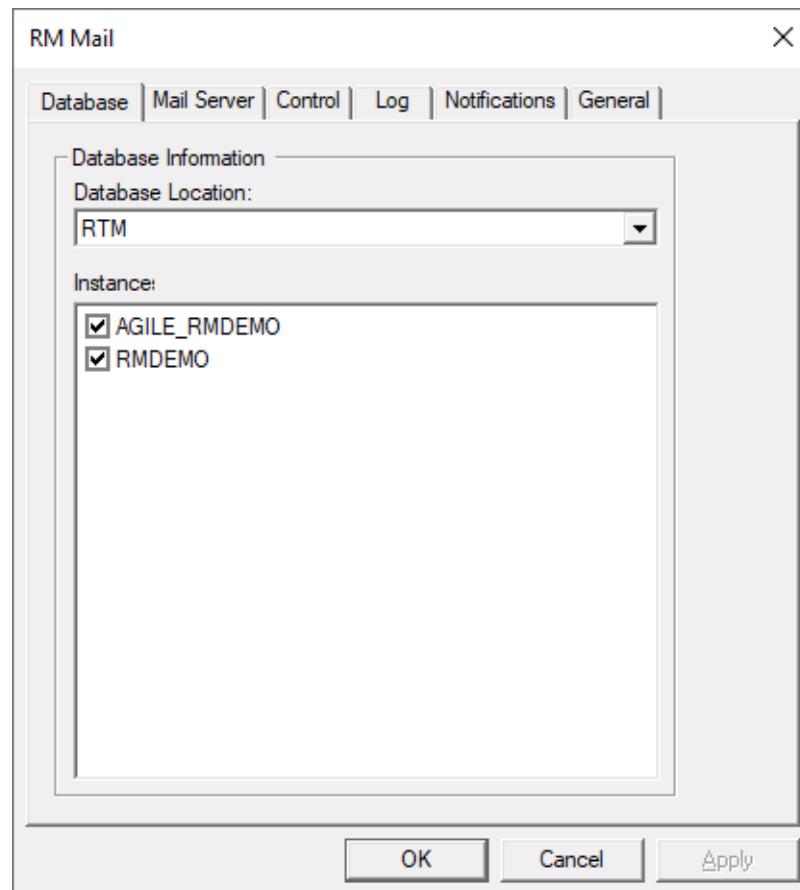 RM Mail
Database Mail Server Control Log Notifications General
Database Information
Database Location:
RTM
Instance:
AGILE_RMDEMO
RMDEMO
OK Cancel Apply